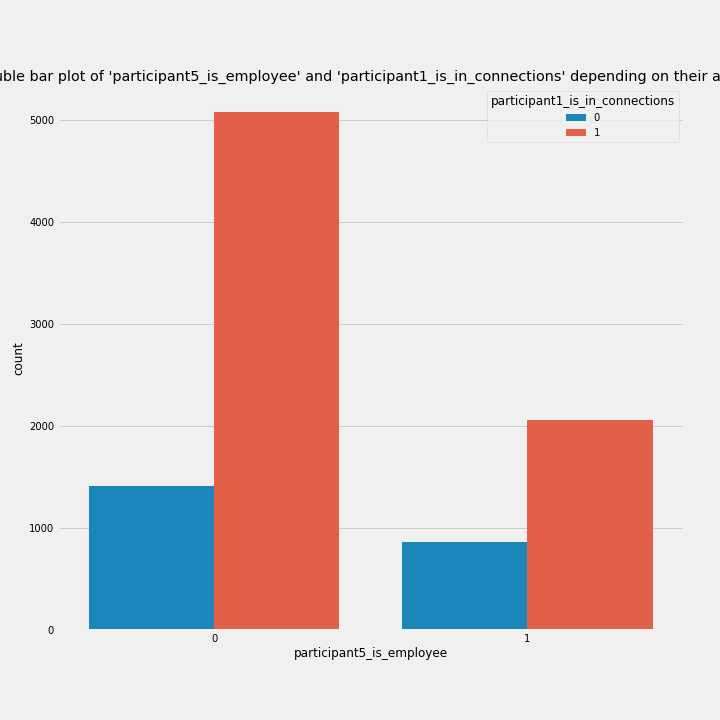 uble bar plot of 'participant5_is_employee' and 'participant1_is_in_connections' depending on their a
participant1_is_in_connections
0
1
5000
4000
3000
2000
1000
0
count
0 1
participant5_is_employee